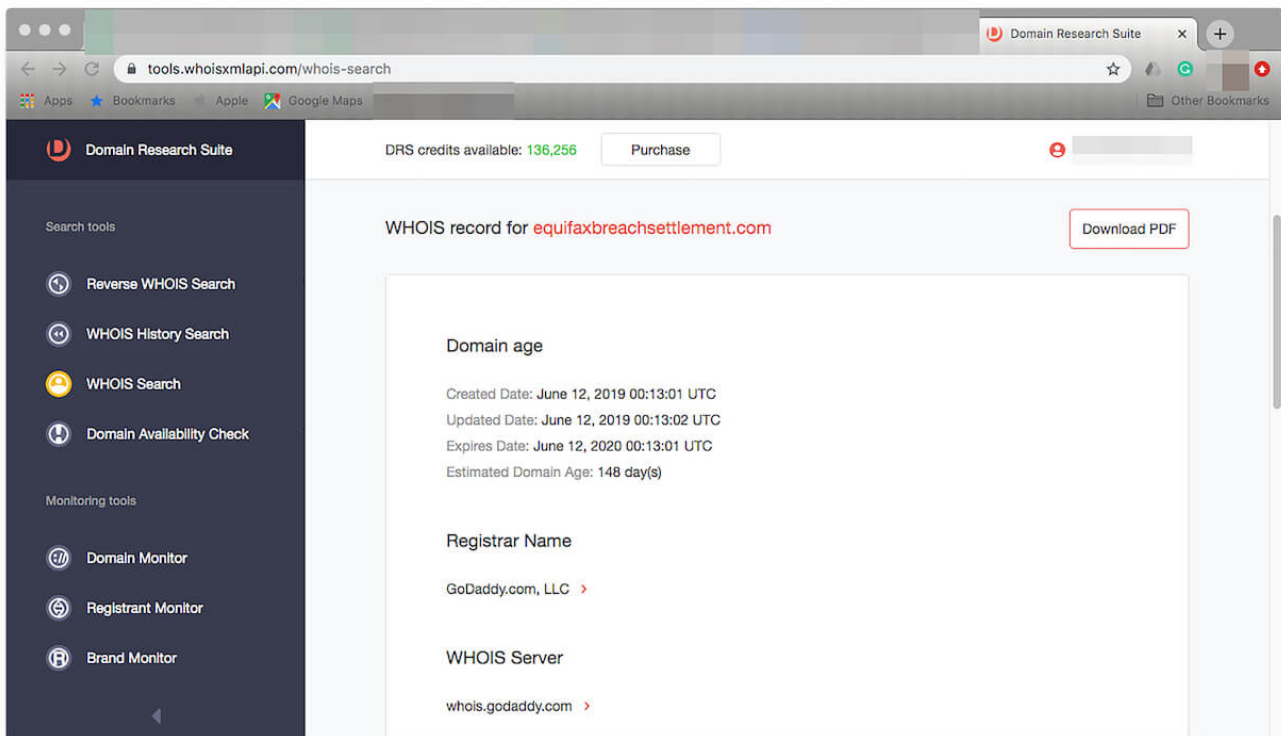 Domain Research Suite
tools.whoisxmlapi.com/whois-search
Apps Bookmarks Apple Google Maps Other Bookmarks
Domain Research Suite
DRS credits available: 136,256 Purchase
Search tools
Reverse WHOIS Search
WHOIS History Search
WHOIS Search
Domain Availability Check
Monitoring tools
Domain Monitor
Registrant Monitor
Brand Monitor
WHOIS record for equifaxbreachsettlement.com
Download PDF
Domain age
Created Date: June 12, 2019 00:13:01 UTC
Updated Date: June 12, 2019 00:13:02 UTC
Expires Date: June 12, 2020 00:13:01 UTC
Estimated Domain Age: 148 day(s)
Registrar Name
GoDaddy.com, LLC
WHOIS Server
whois.godaddy.com